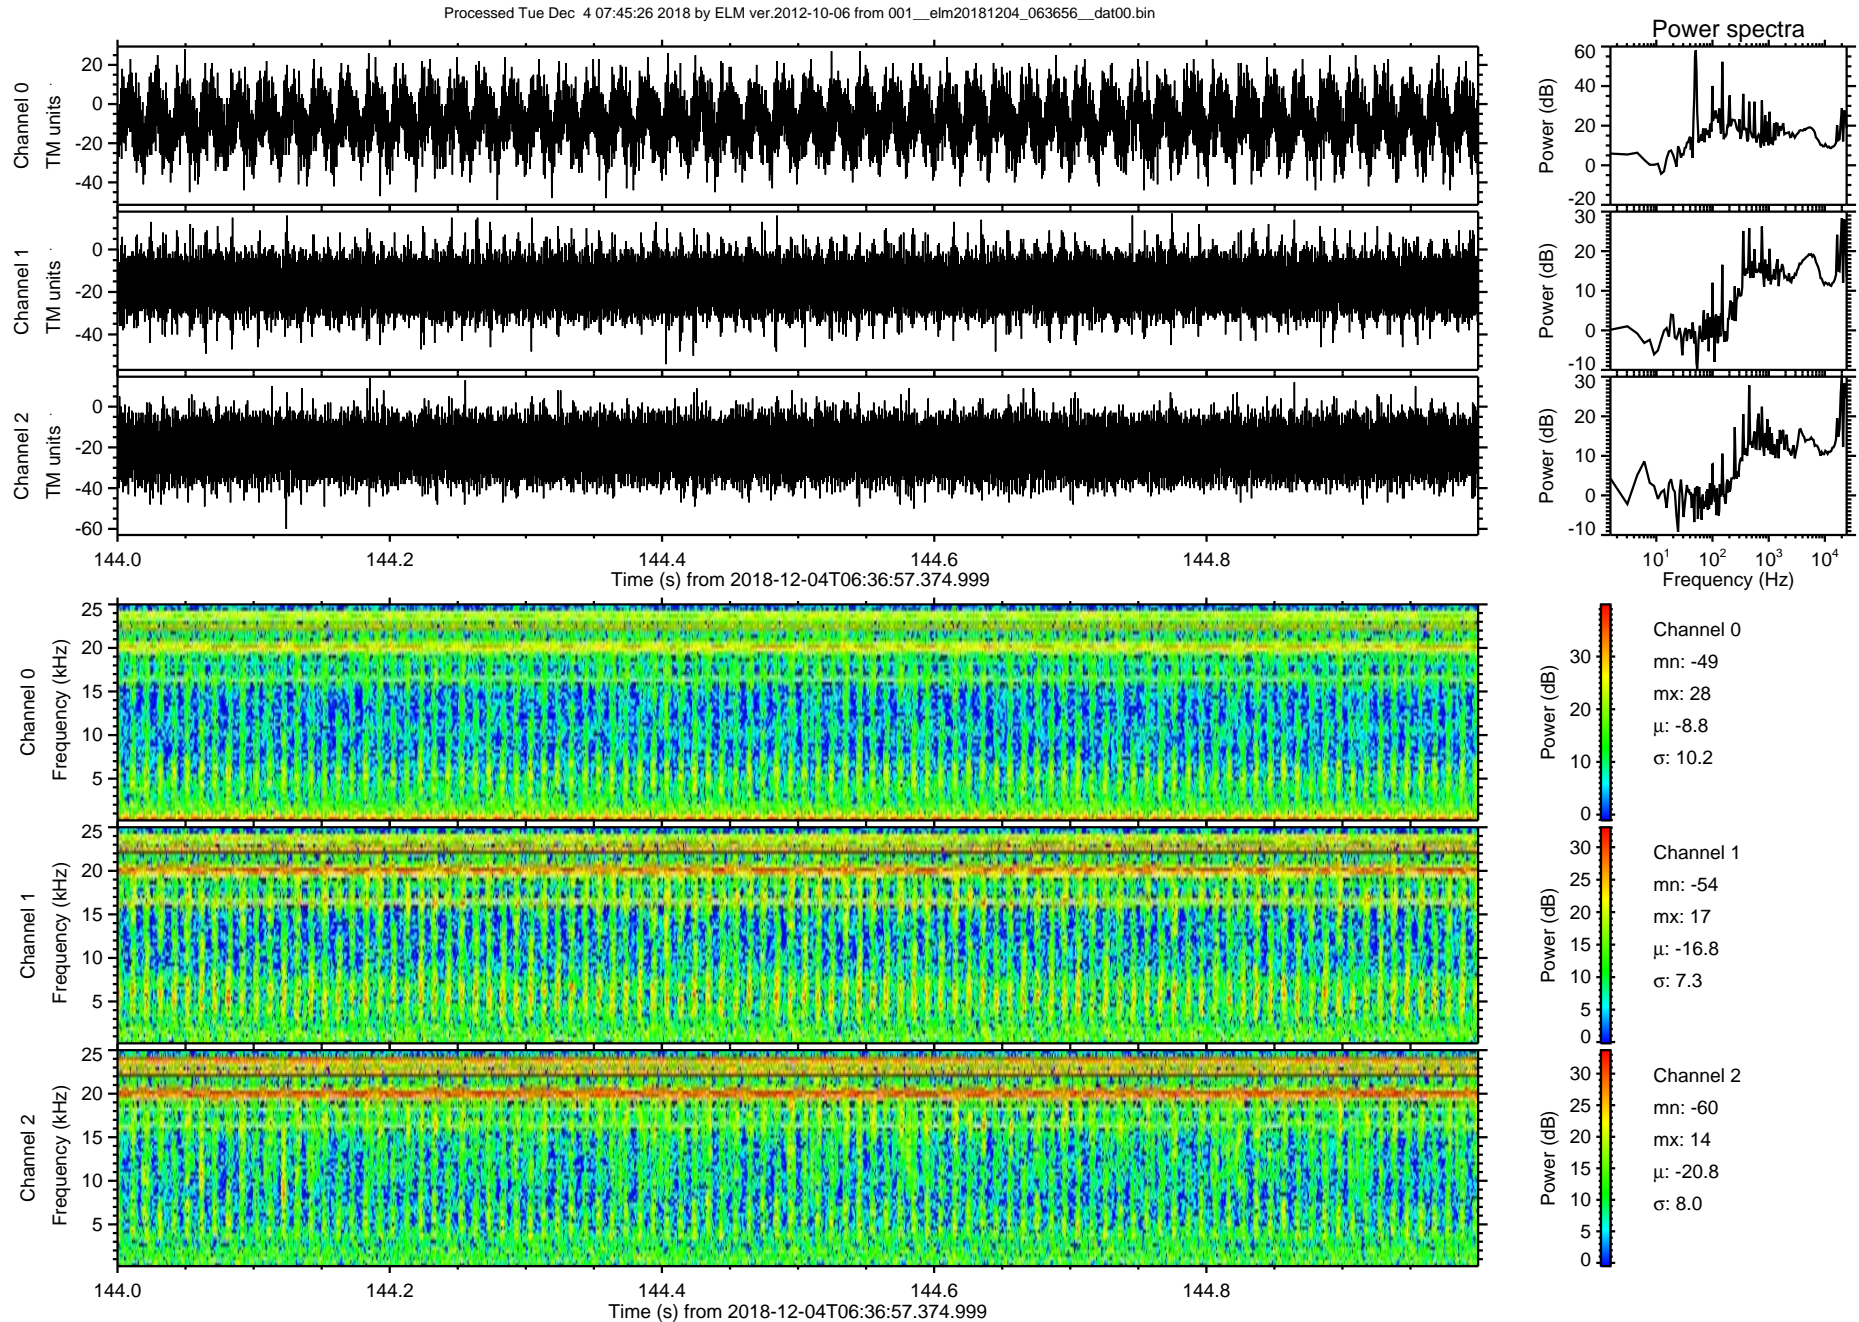 Processed Tue Dec  4 07:45:26 2018 by ELM ver.2012-10-06 from 001__elm20181204_063656__dat00.bin
Power spectra
Channel 0
TM units
20
0
-20
-40
Power (dB)
60
40
20
0
-20
Channel 1
TM units
0
-20
-40
Power (dB)
30
20
10
0
-10
Channel 2
TM units
0
-20
-40
-60
Power (dB)
30
20
10
0
-10
144.0 144.2 144.4 144.6 144.8
Time (s) from 2018-12-04T06:36:57.374.999
10¹ 10² 10³ 10⁴
Frequency (Hz)
Channel 0
Frequency (kHz)
25
20
15
10
5
Power (dB)
30
20
10
0
Channel 0
mn: -49
mx: 28
μ: -8.8
σ: 10.2
Channel 1
Frequency (kHz)
25
20
15
10
5
Power (dB)
30
25
20
15
10
5
0
Channel 1
mn: -54
mx: 17
μ: -16.8
σ: 7.3
Channel 2
Frequency (kHz)
25
20
15
10
5
Power (dB)
30
25
20
15
10
5
0
Channel 2
mn: -60
mx: 14
μ: -20.8
σ: 8.0
144.0 144.2 144.4 144.6 144.8
Time (s) from 2018-12-04T06:36:57.374.999